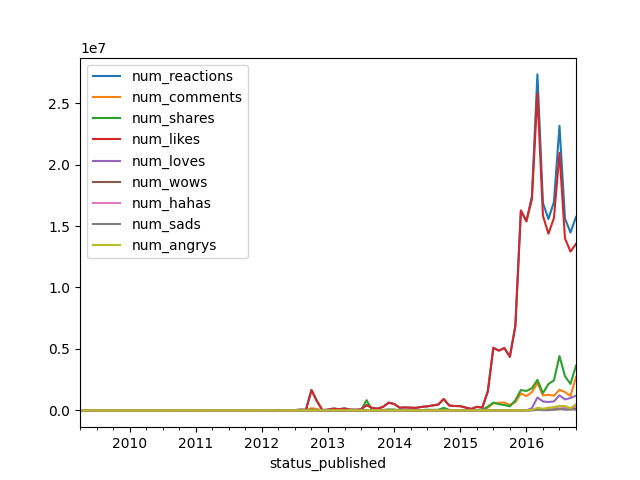 1e7
num_reactions
num_comments
num_shares
num_likes
num_loves
num_wows
num_hahas
num_sads
num_angrys
2.5
2.0
1.5
1.0
0.5
0.0
2010 2011 2012 2013 2014 2015 2016
status_published